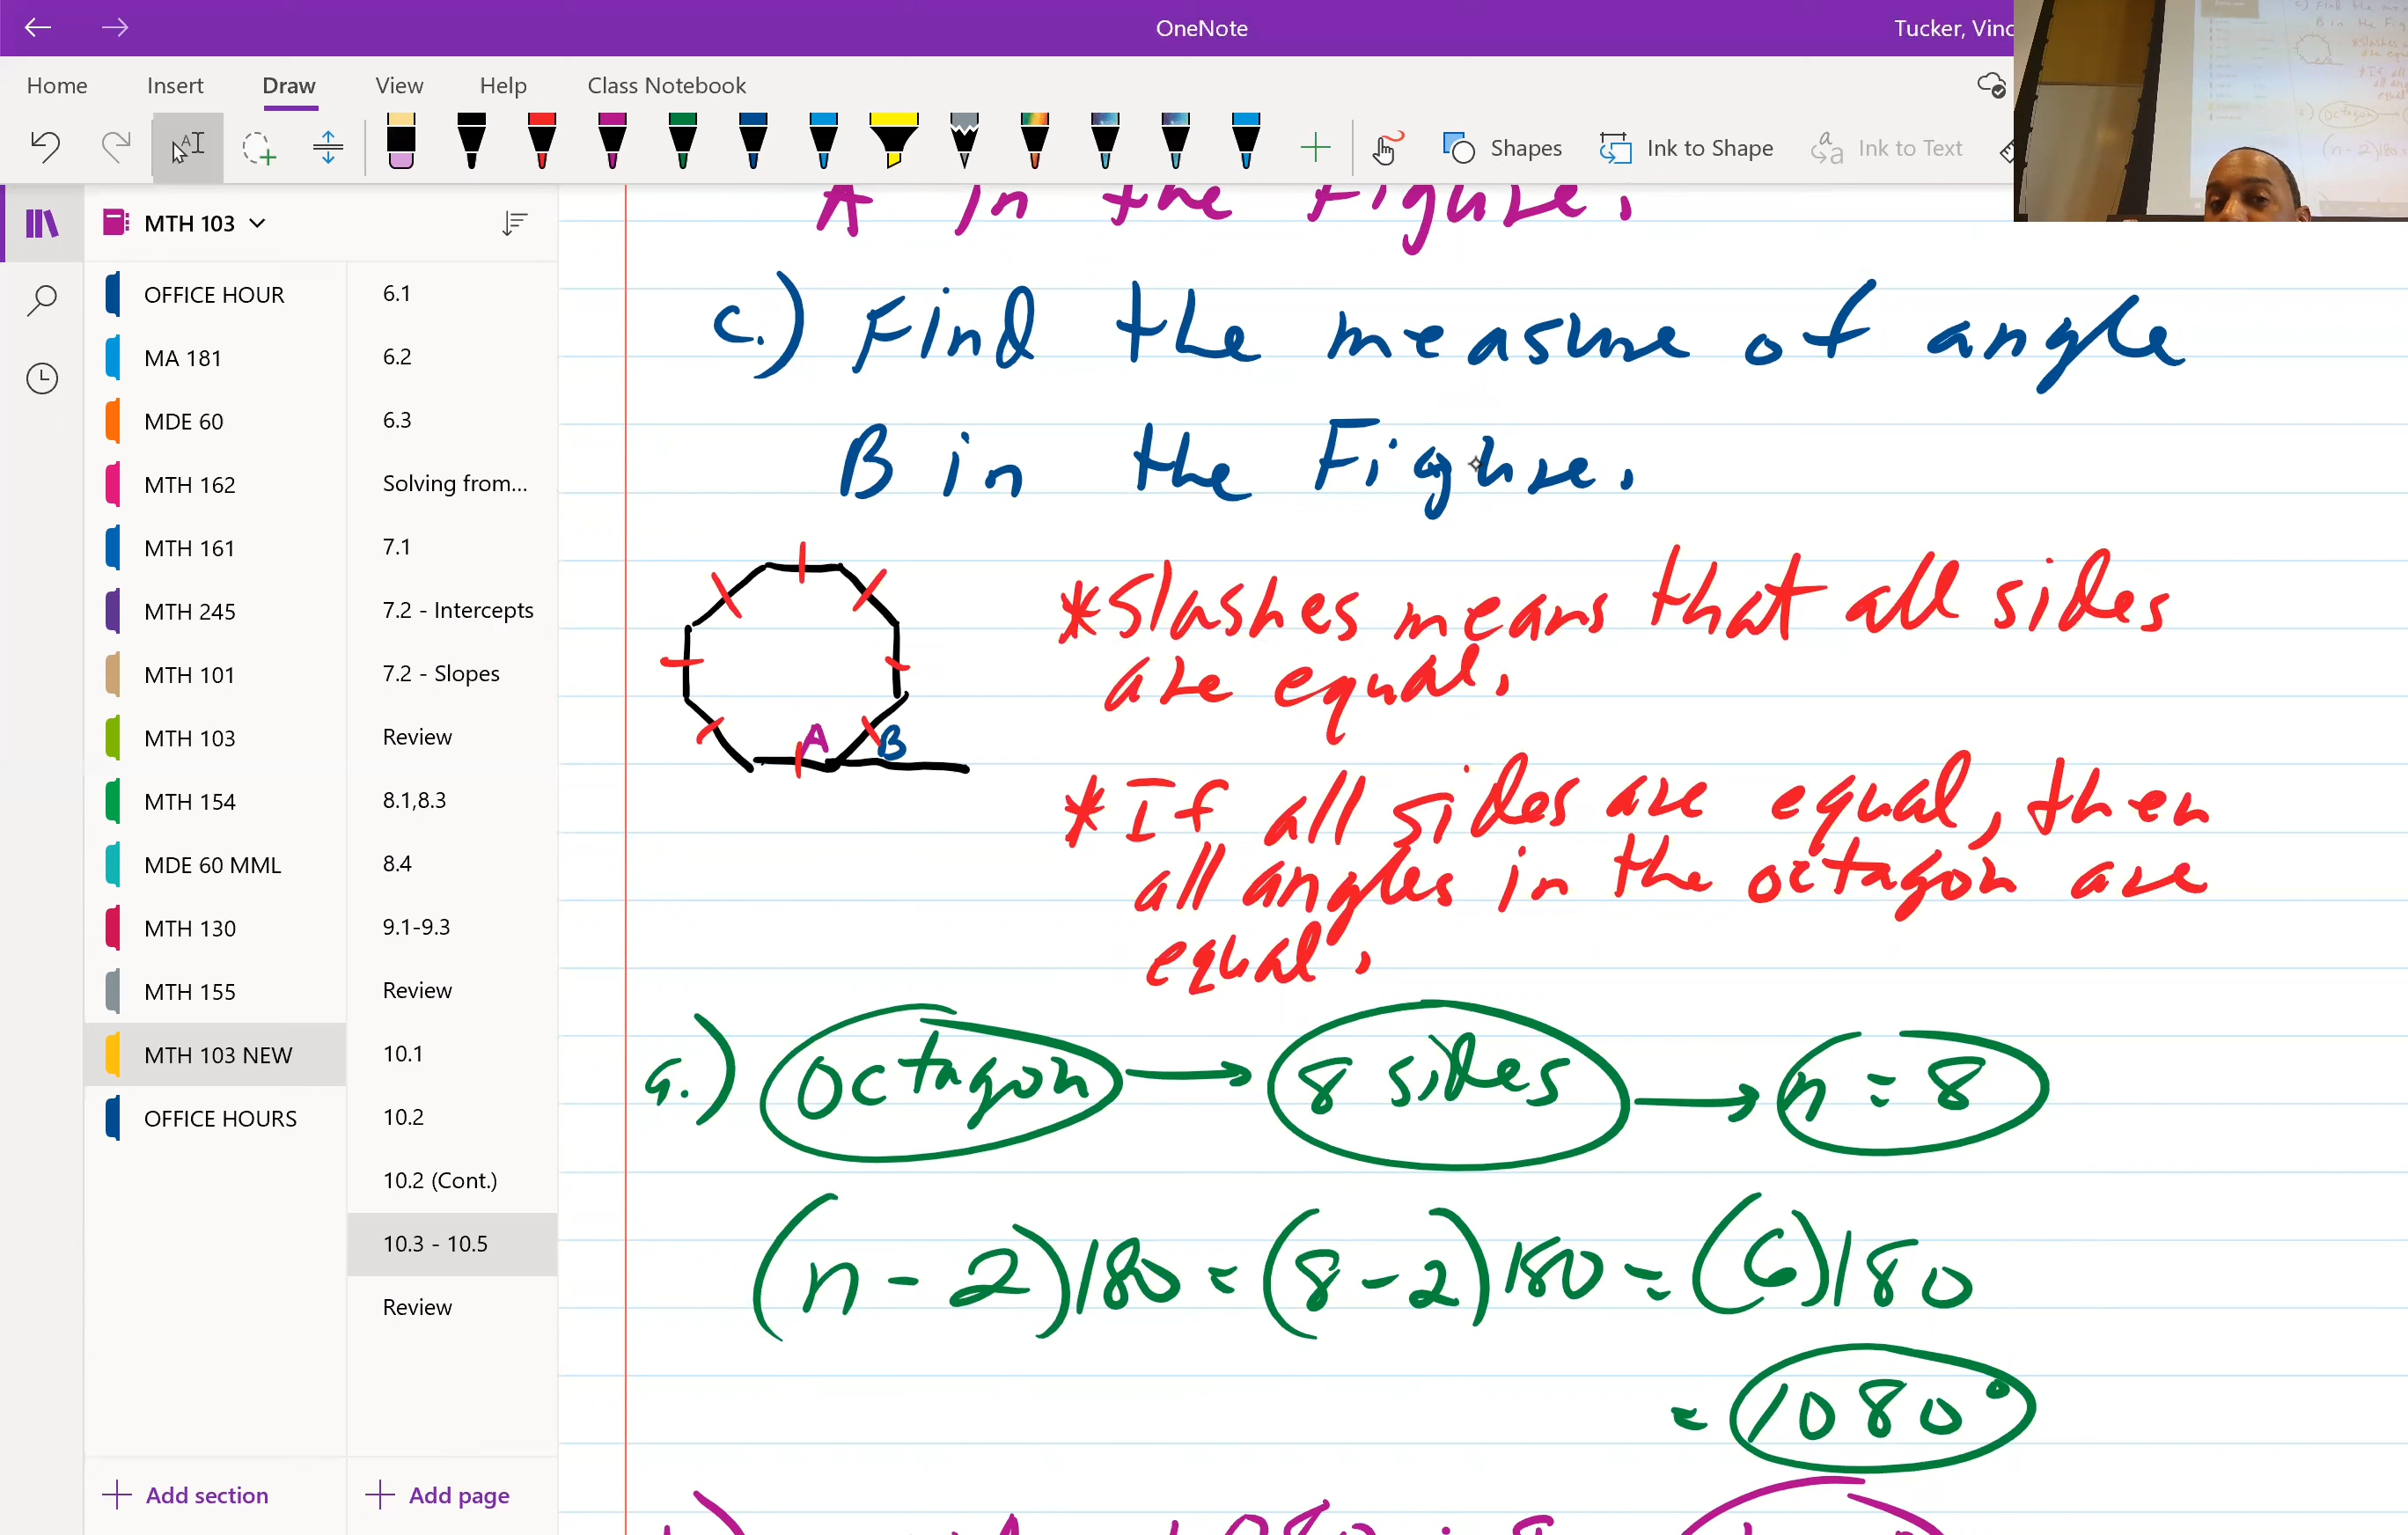 OneNote
Tucker, Vinc
Home
Insert
Draw
View
Help
Class Notebook
Shapes
Ink to Shape
Ink to Text
MTH 103
OFFICE HOUR
MA 181
MDE 60
MTH 162
MTH 161
MTH 245
MTH 101
MTH 103
MTH 154
MDE 60 MML
MTH 130
MTH 155
MTH 103 NEW
OFFICE HOURS
Add section
6.1
6.2
6.3
Solving from...
7.1
7.2 - Intercepts
7.2 - Slopes
Review
8.1,8.3
8.4
9.1-9.3
Review
10.1
10.2
10.2 (Cont.)
10.3 - 10.5
Review
Add page
A in the Figure.
c.) Find the measure of angle
B in the Figure.
A
B
*Slashes means that all sides
are equal.
*If all sides are equal, then
all angles in the octagon are
equal.
a.) Octagon → 8 sides → n = 8
(n - 2)180 = (8 - 2)180 = (6)180
= 1080°